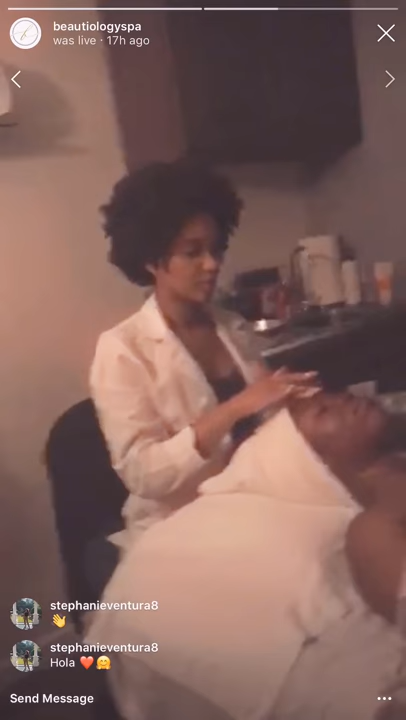 beautiologyspa
was live · 17h ago
stephanieventura8
👋
stephanieventura8
Hola ❤️🤗
Send Message